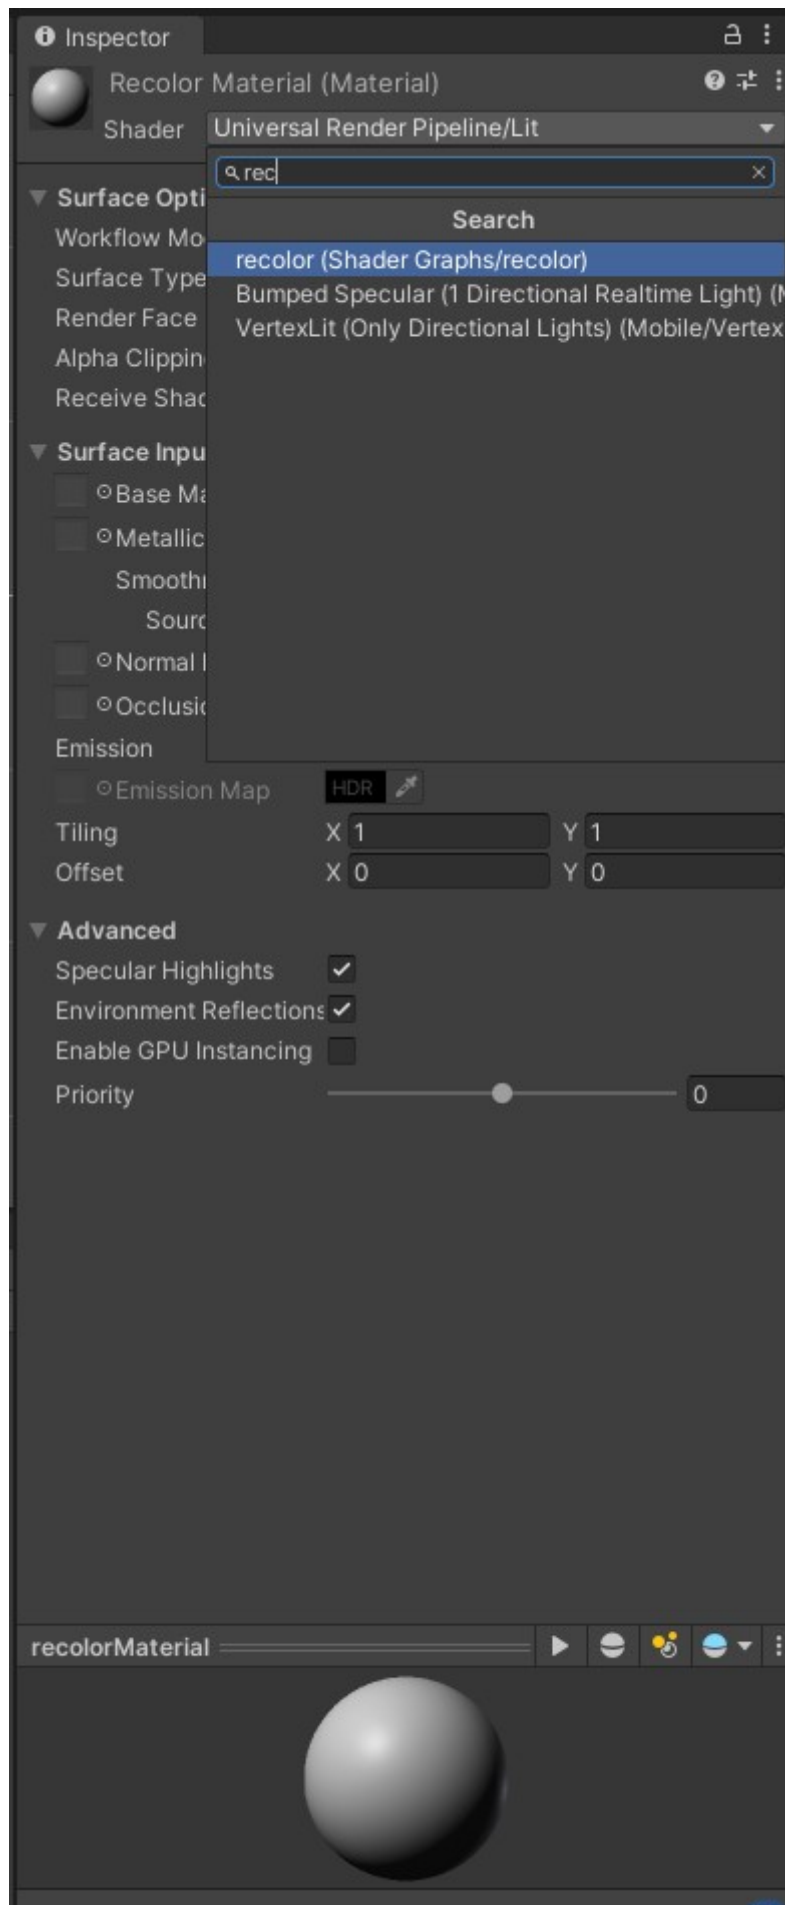 Inspector
Recolor Material (Material)
Shader Universal Render Pipeline/Lit
rec
Search
recolor (Shader Graphs/recolor)
Bumped Specular (1 Directional Realtime Light) (
VertexLit (Only Directional Lights) (Mobile/Vertex
Surface Opti
Workflow Mo
Surface Type
Render Face
Alpha Clippin
Receive Shad
Surface Inpu
Base Ma
Metallic
Smooth
Sourc
Normal
Occlusio
Emission
Emission Map HDR
Tiling X 1 Y 1
Offset X 0 Y 0
Advanced
Specular Highlights
Environment Reflections
Enable GPU Instancing
Priority 0
recolorMaterial